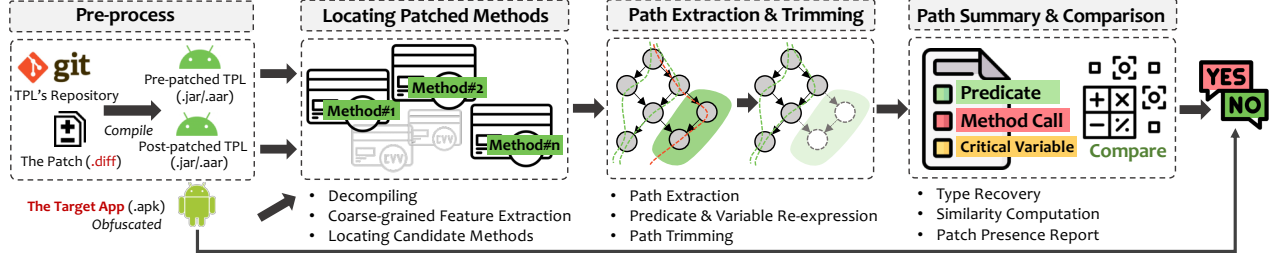 Pre-process
git
TPL's Repository
Compile
The Patch (.diff)
Pre-patched TPL
(.jar/.aar)
Post-patched TPL
(.jar/.aar)
The Target App (.apk)
Obfuscated
Locating Patched Methods
Method#1
Method#2
Method#n
CVV
CVV
• Decompiling
• Coarse-grained Feature Extraction
• Locating Candidate Methods
Path Extraction & Trimming
• Path Extraction
• Predicate & Variable Re-expression
• Path Trimming
Path Summary & Comparison
Predicate
Method Call
Critical Variable
Compare
• Type Recovery
• Similarity Computation
• Patch Presence Report
YES
NO